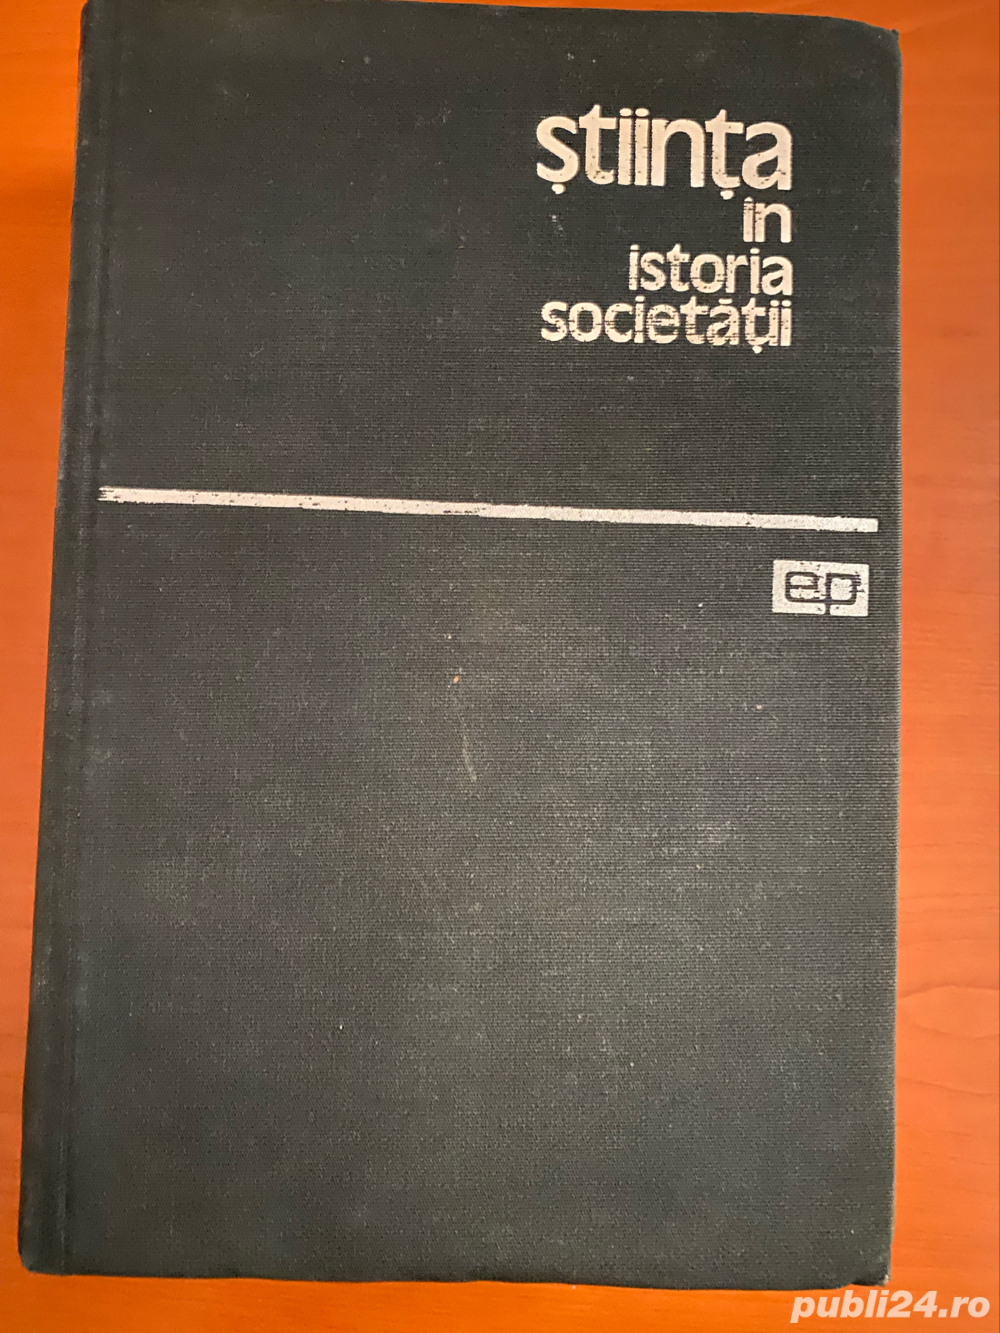 știința
în
istoria
societății
ep
publi24.ro